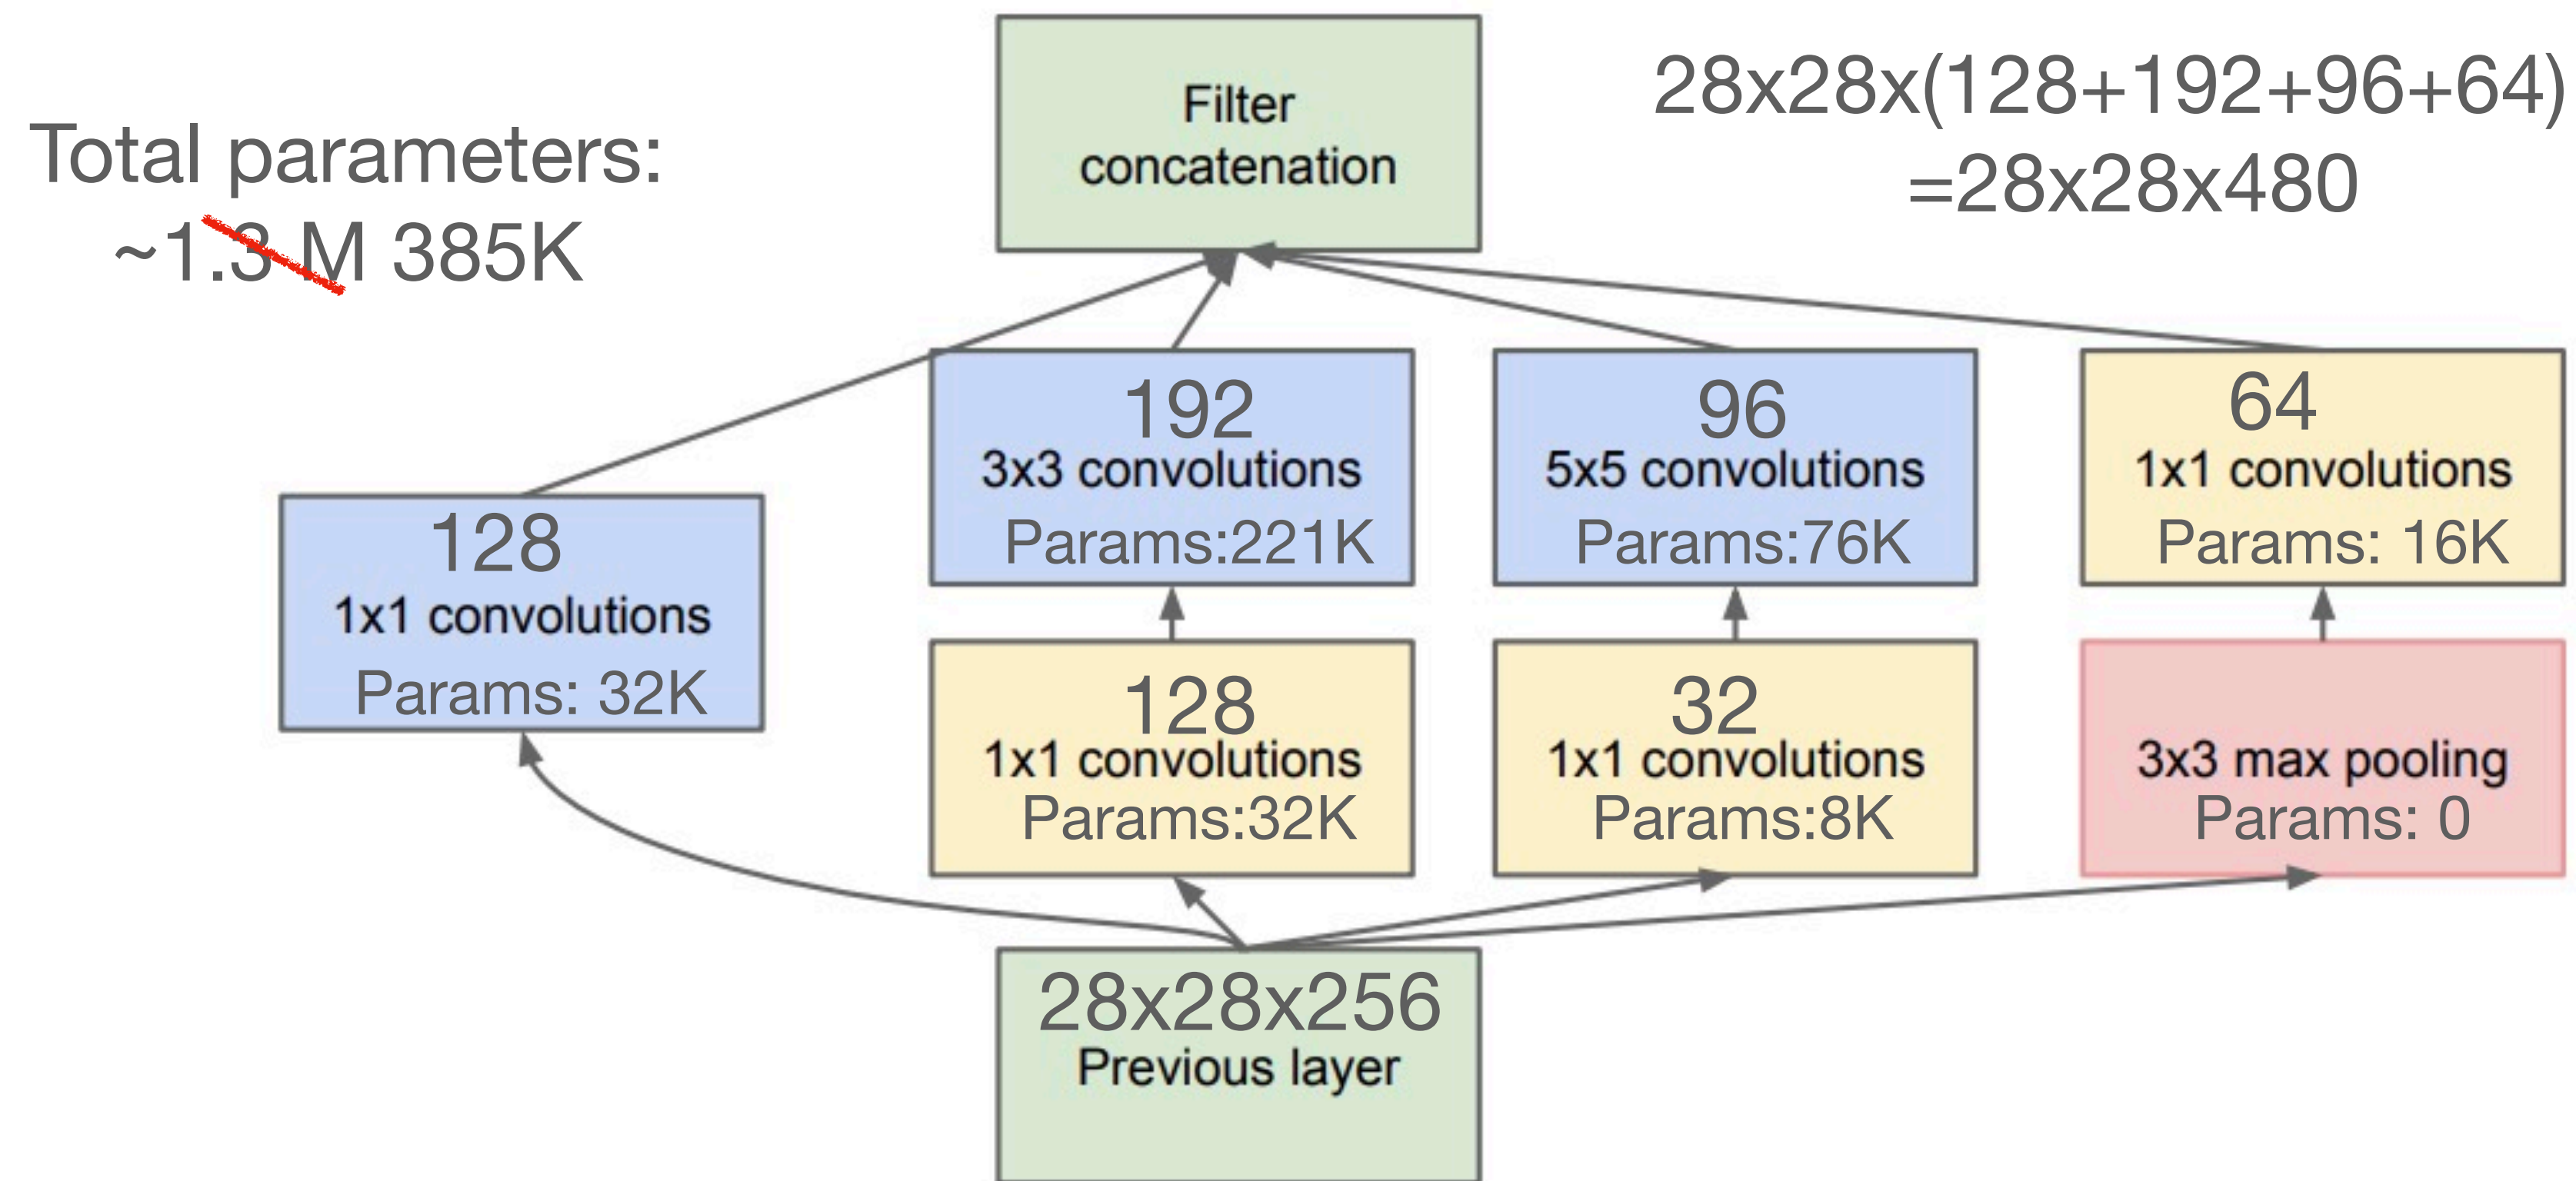 Filter
concatenation
28x28x(128+192+96+64)
=28x28x480
Total parameters:
~1.3 M 385K
192
3x3 convolutions
Params:221K
96
5x5 convolutions
Params:76K
64
1x1 convolutions
Params: 16K
128
1x1 convolutions
Params: 32K
128
1x1 convolutions
Params:32K
32
1x1 convolutions
Params:8K
3x3 max pooling
Params: 0
28x28x256
Previous layer